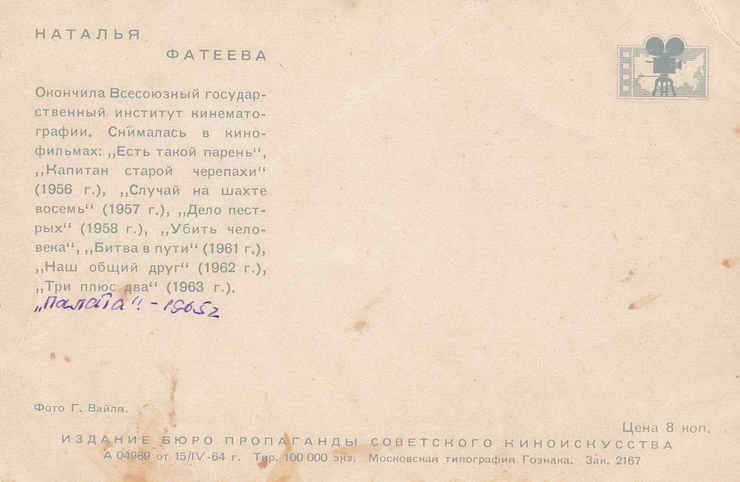 НАТАЛЬЯ
ФАТЕЕВА
Окончила Всесоюзный государ-
ственный институт кинемато-
графии. Снималась в кино-
фильмах: „Есть такой парень“,
„Капитан старой черепахи“
(1956 г.), „Случай на шахте
восемь“ (1957 г.), „Дело пест-
рых“ (1958 г.), „Убить чело-
века“, „Битва в пути“ (1961 г.),
„Наш общий друг“ (1962 г.),
„Три плюс два“ (1963 г.).
„Палата“ - 1965г
Фото Г. Вайля.
Цена 8 коп.
ИЗДАНИЕ БЮРО ПРОПАГАНДЫ СОВЕТСКОГО КИНОИСКУССТВА
А 04969 от 15/IV-64 г. Тир. 100 000 экз. Московская типография Гознака. Зак. 2167